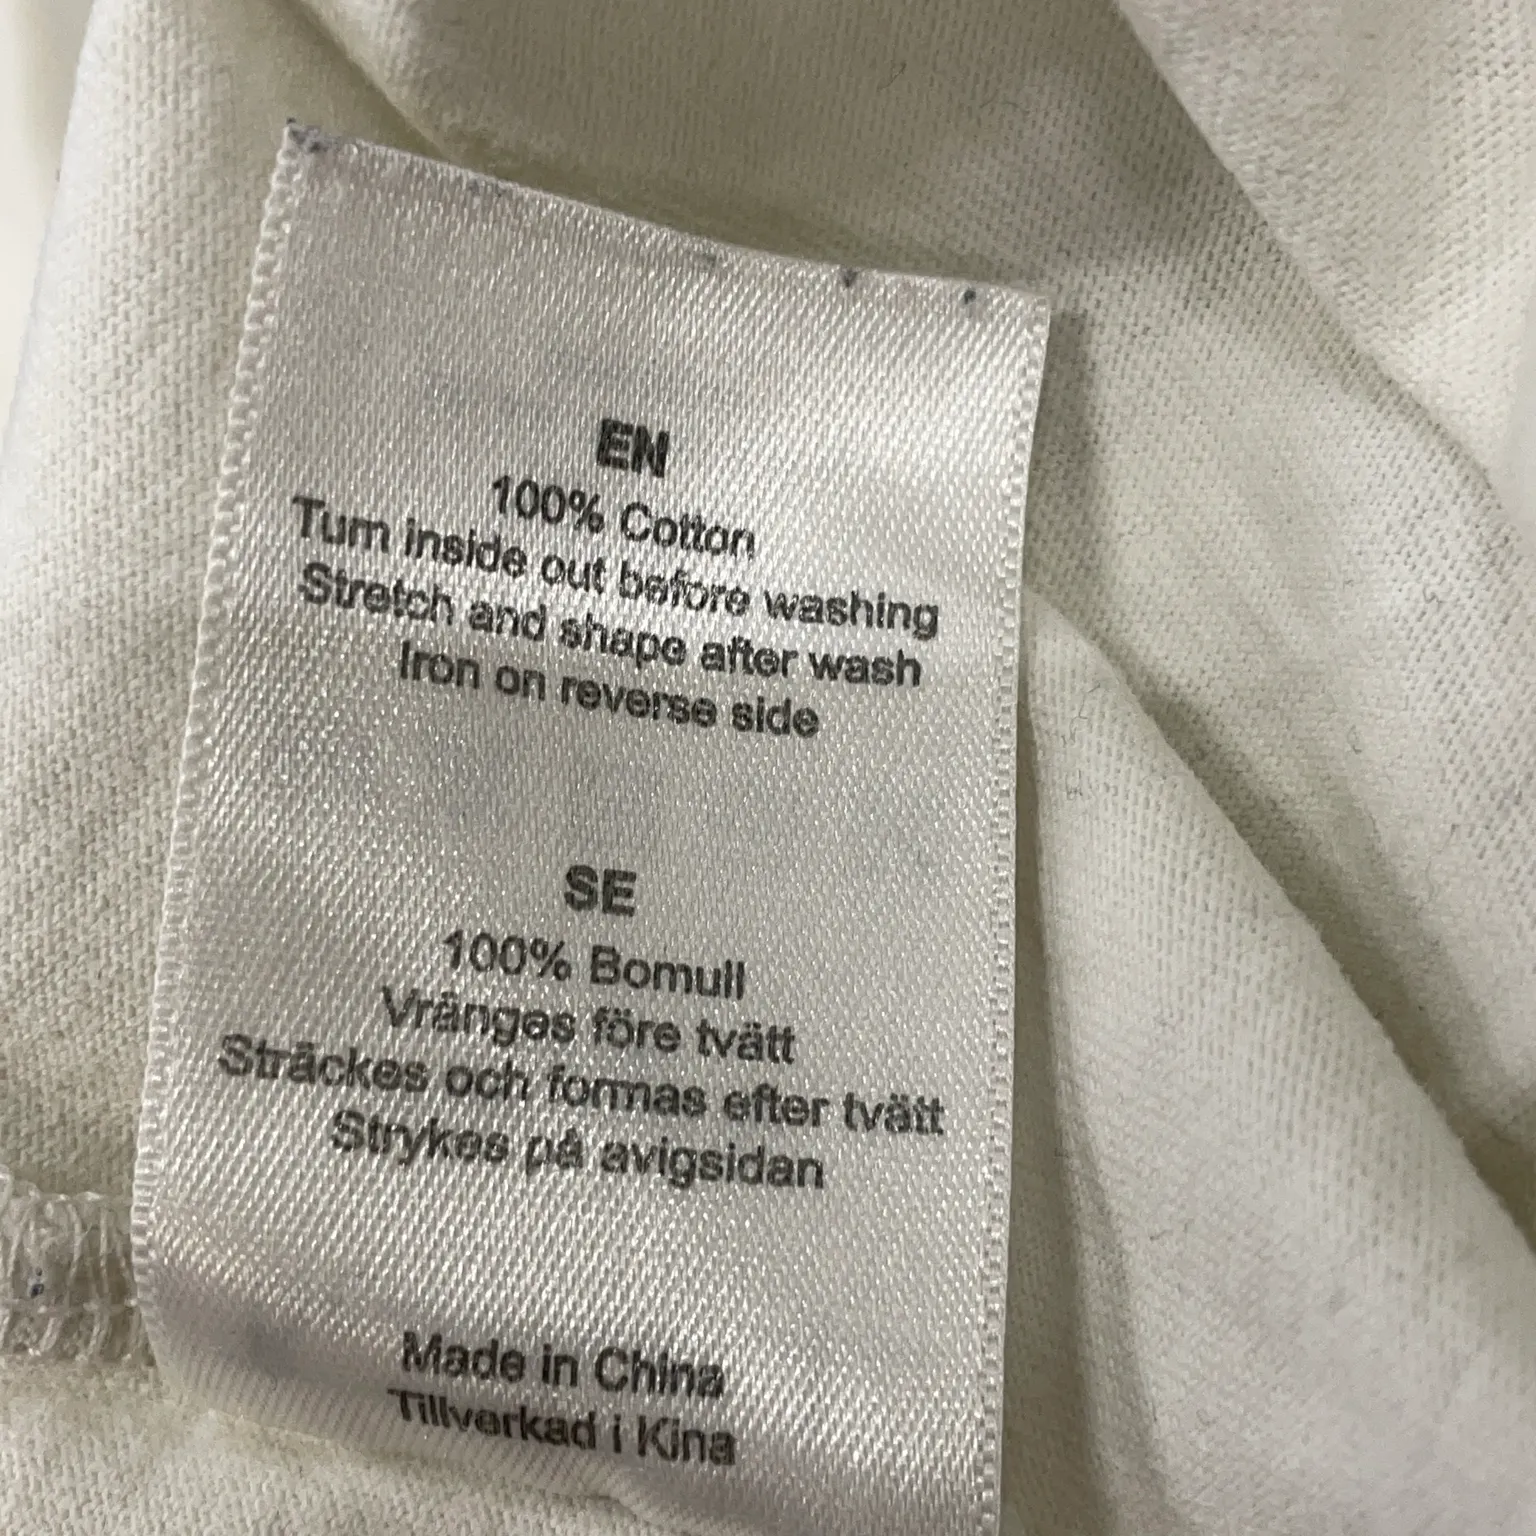 EN
100% Cotton
Turn inside out before washing
Stretch and shape after wash
Iron on reverse side
SE
100% Bomull
Vränges före tvätt
Sträckes och formas efter tvätt
Strykes på avigsidan
Made in China
Tillverkad i Kina